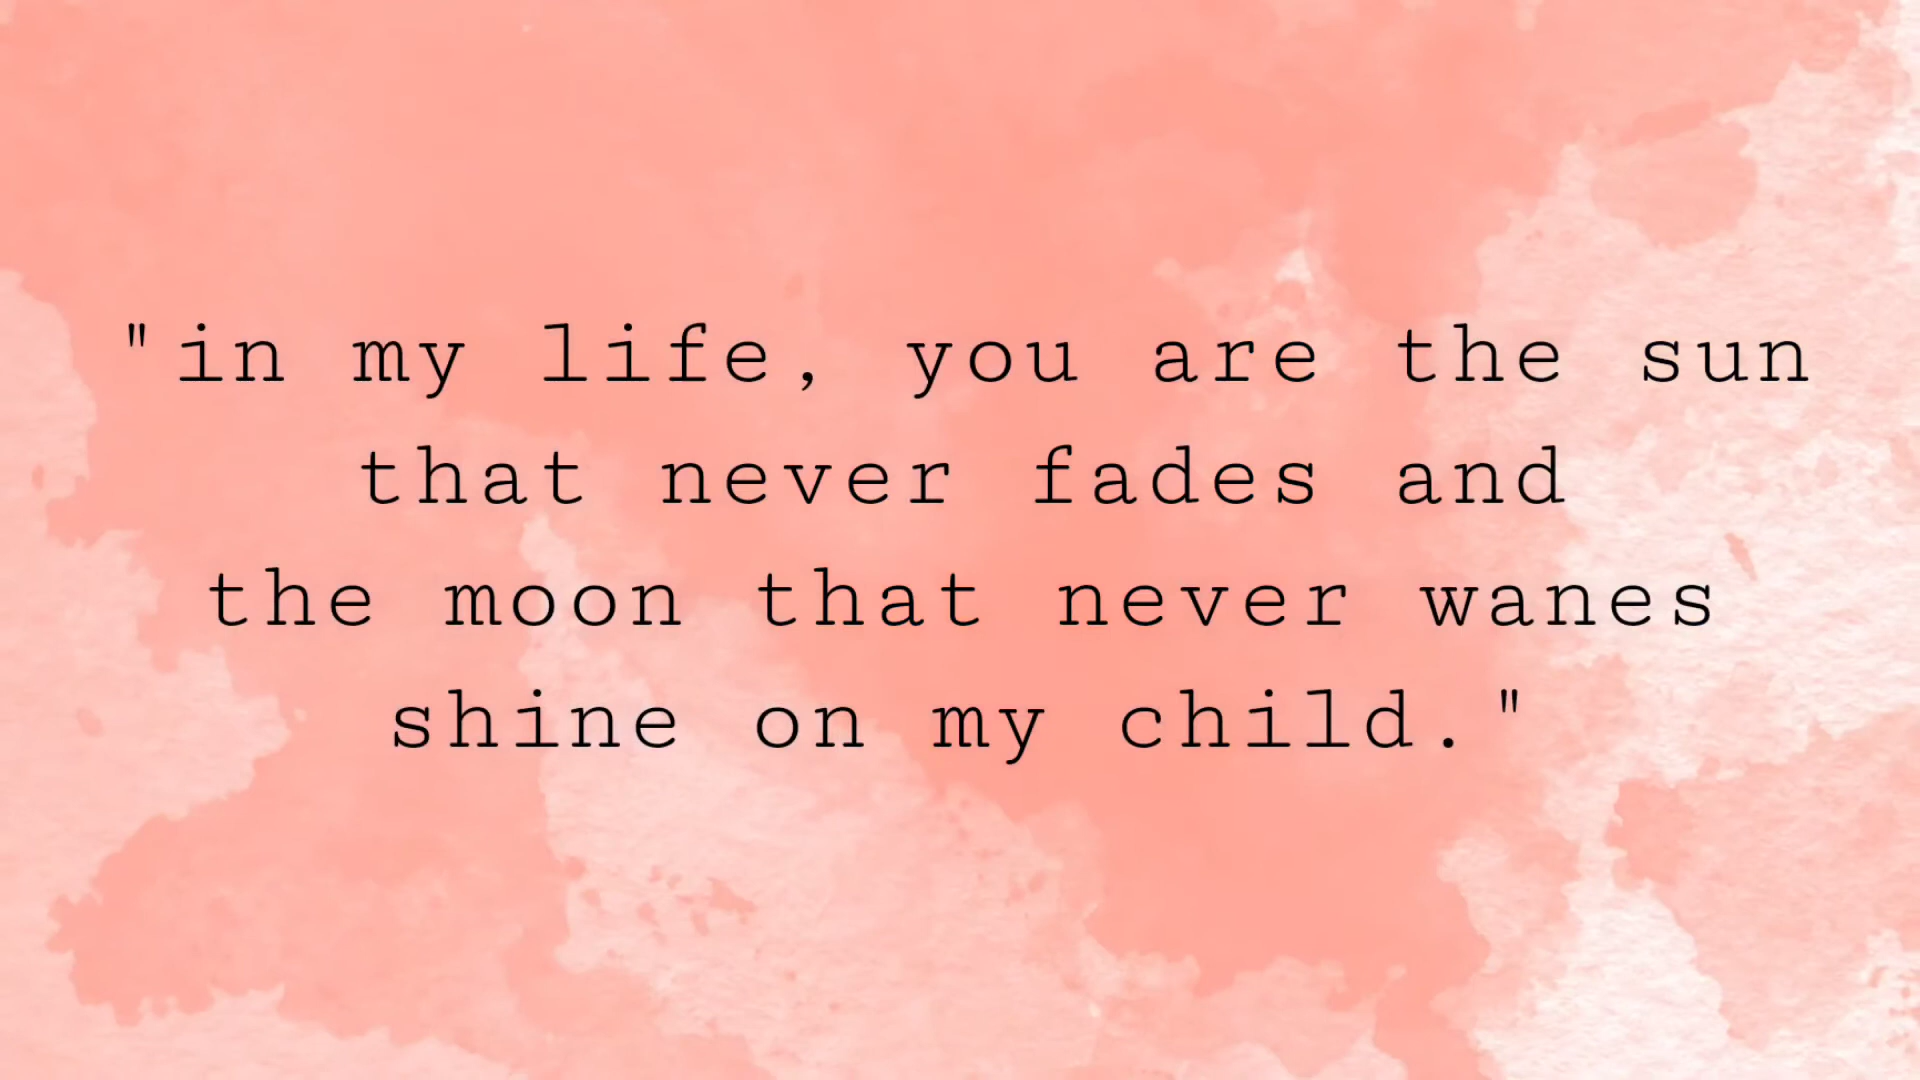 "in my life, you are the sun
that never fades and
the moon that never wanes
shine on my child."